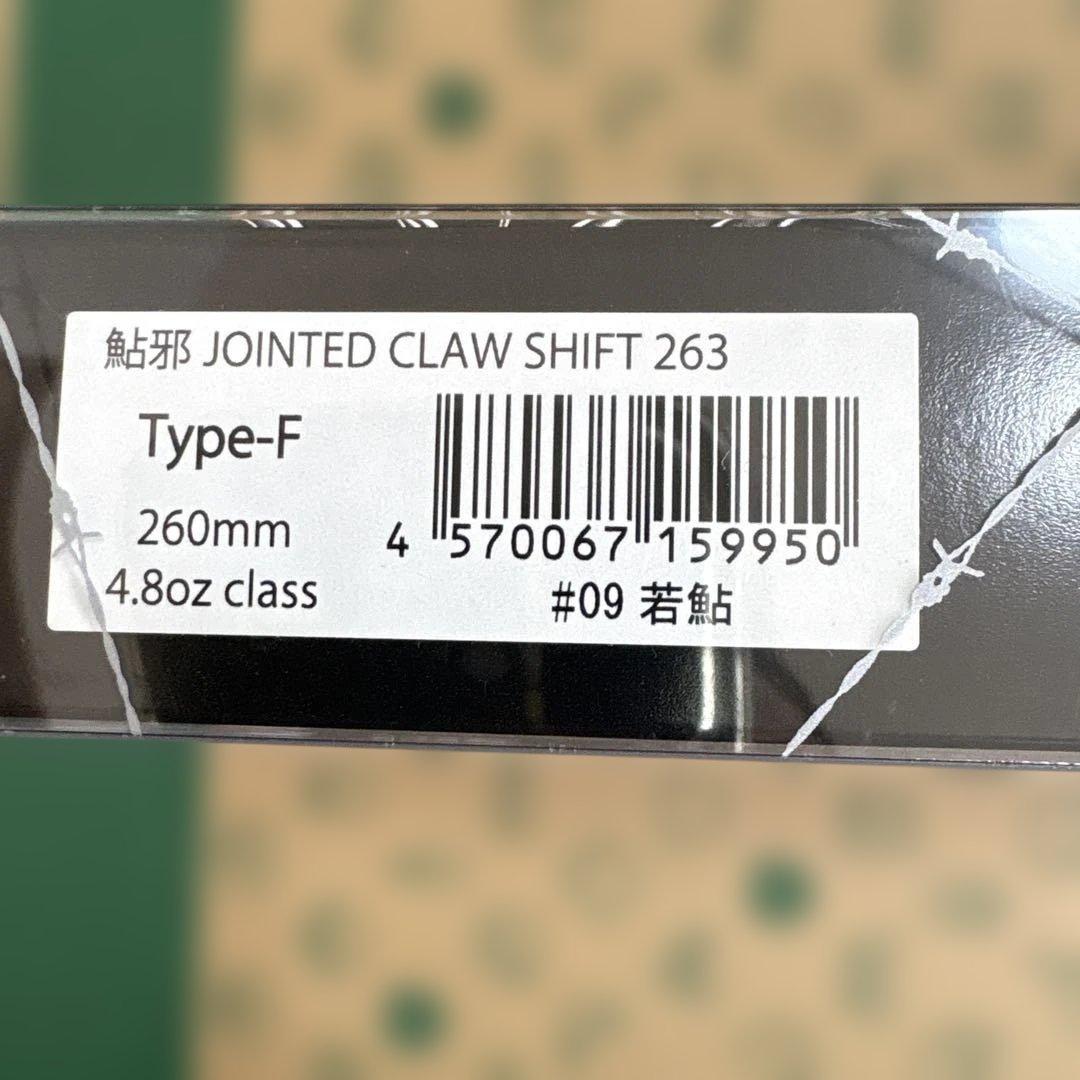 鮎邪 JOINTED CLAW SHIFT 263
Type-F
260mm
4.8oz class
4 570067 159950
#09 若鮎